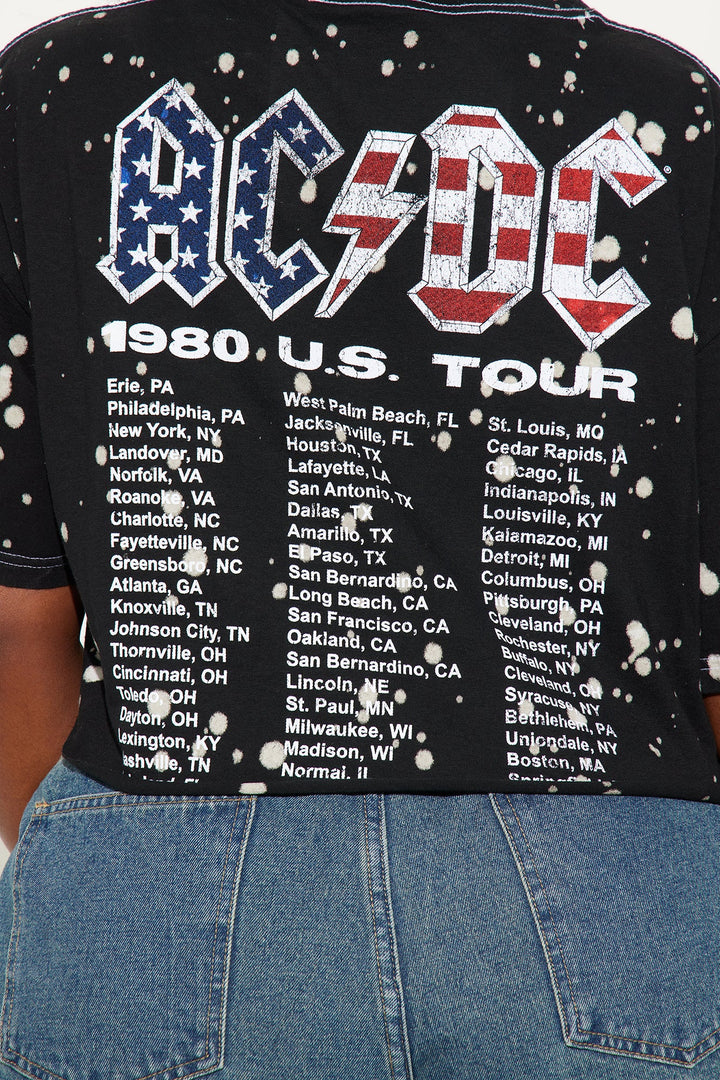 AC⚡DC®
1980 U.S. TOUR
Erie, PA
Philadelphia, PA
New York, NY
Landover, MD
Norfolk, VA
Roanoke, VA
Charlotte, NC
Fayetteville, NC
Greensboro, NC
Atlanta, GA
Knoxville, TN
Johnson City, TN
Thornville, OH
Cincinnati, OH
Toledo, OH
Dayton, OH
Lexington, KY
ashville, TN
West Palm Beach, FL
Jacksonville, FL
Houston, TX
Lafayette, LA
San Antonio, TX
Dallas, TX
Amarillo, TX
El Paso, TX
San Bernardino, CA
Long Beach, CA
San Francisco, CA
Oakland, CA
San Bernardino, CA
Lincoln, NE
St. Paul, MN
Milwaukee, WI
Madison, WI
Normal, IL
St. Louis, MO
Cedar Rapids, IA
Chicago, IL
Indianapolis, IN
Louisville, KY
Kalamazoo, MI
Detroit, MI
Columbus, OH
Pittsburgh, PA
Cleveland, OH
Rochester, NY
Buffalo, NY
Cleveland, OH
Syracuse, NY
Bethlehem, PA
Uniondale, NY
Boston, MA